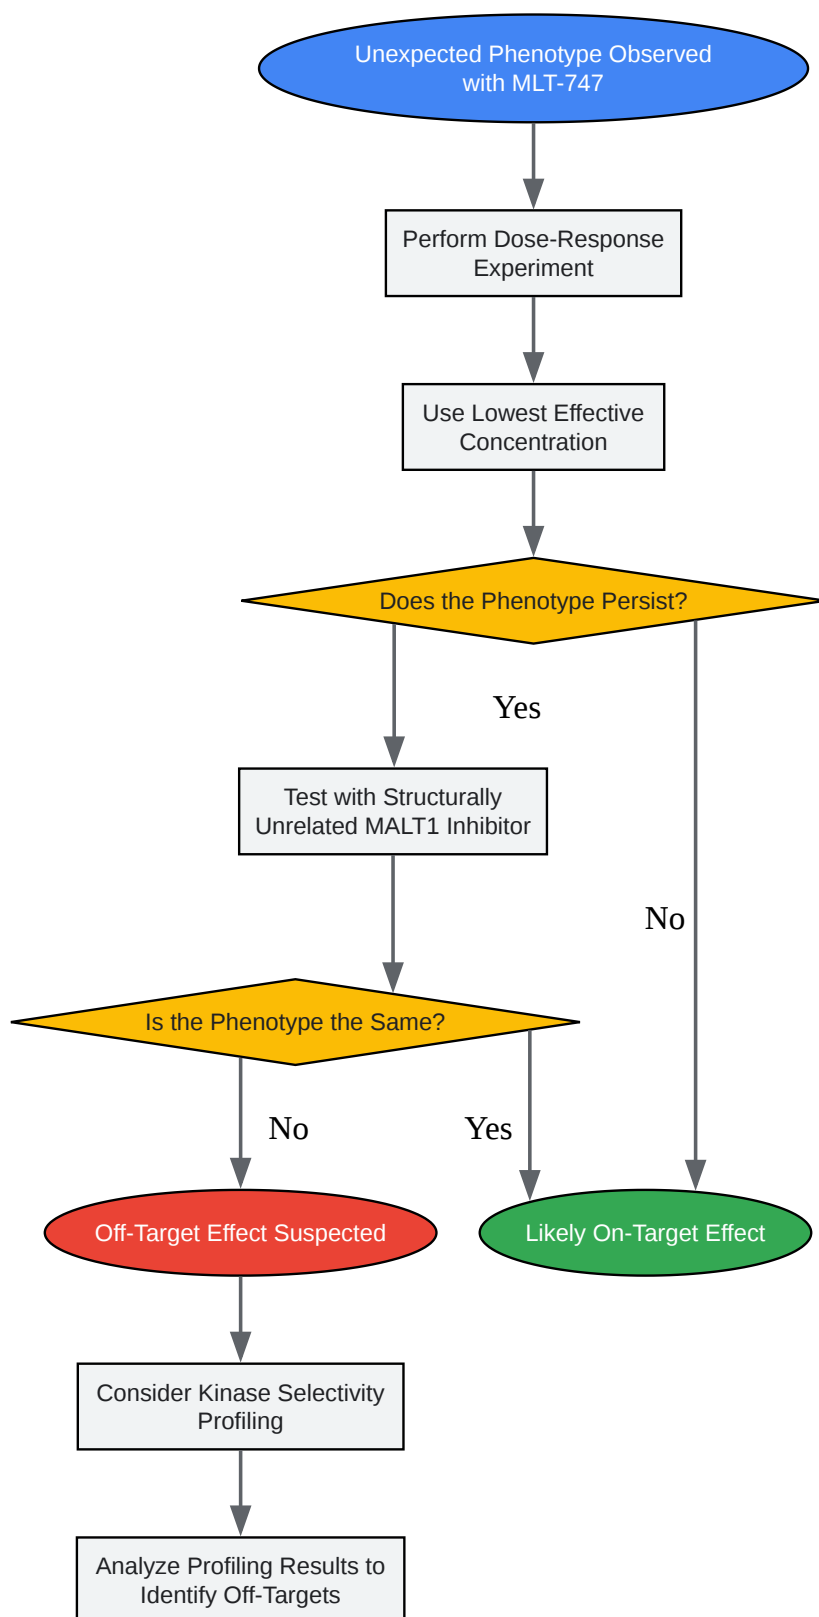 Unexpected Phenotype Observed
with MLT-747
Perform Dose-Response
Experiment
Use Lowest Effective
Concentration
Does the Phenotype Persist?
Yes
Test with Structurally
Unrelated MALT1 Inhibitor
No
Is the Phenotype the Same?
No
Yes
Off-Target Effect Suspected
Likely On-Target Effect
Consider Kinase Selectivity
Profiling
Analyze Profiling Results to
Identify Off-Targets